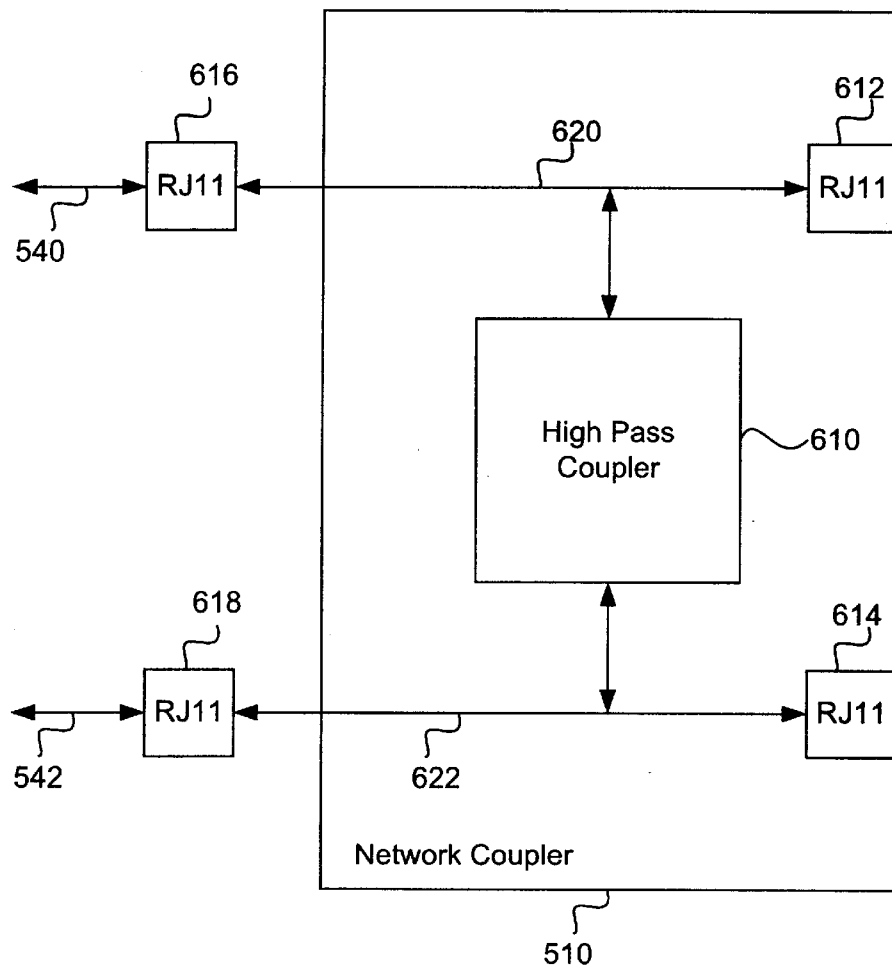 616
612
620
RJ11
RJ11
540
High Pass
Coupler
610
618
614
RJ11
RJ11
542
622
Network Coupler
510